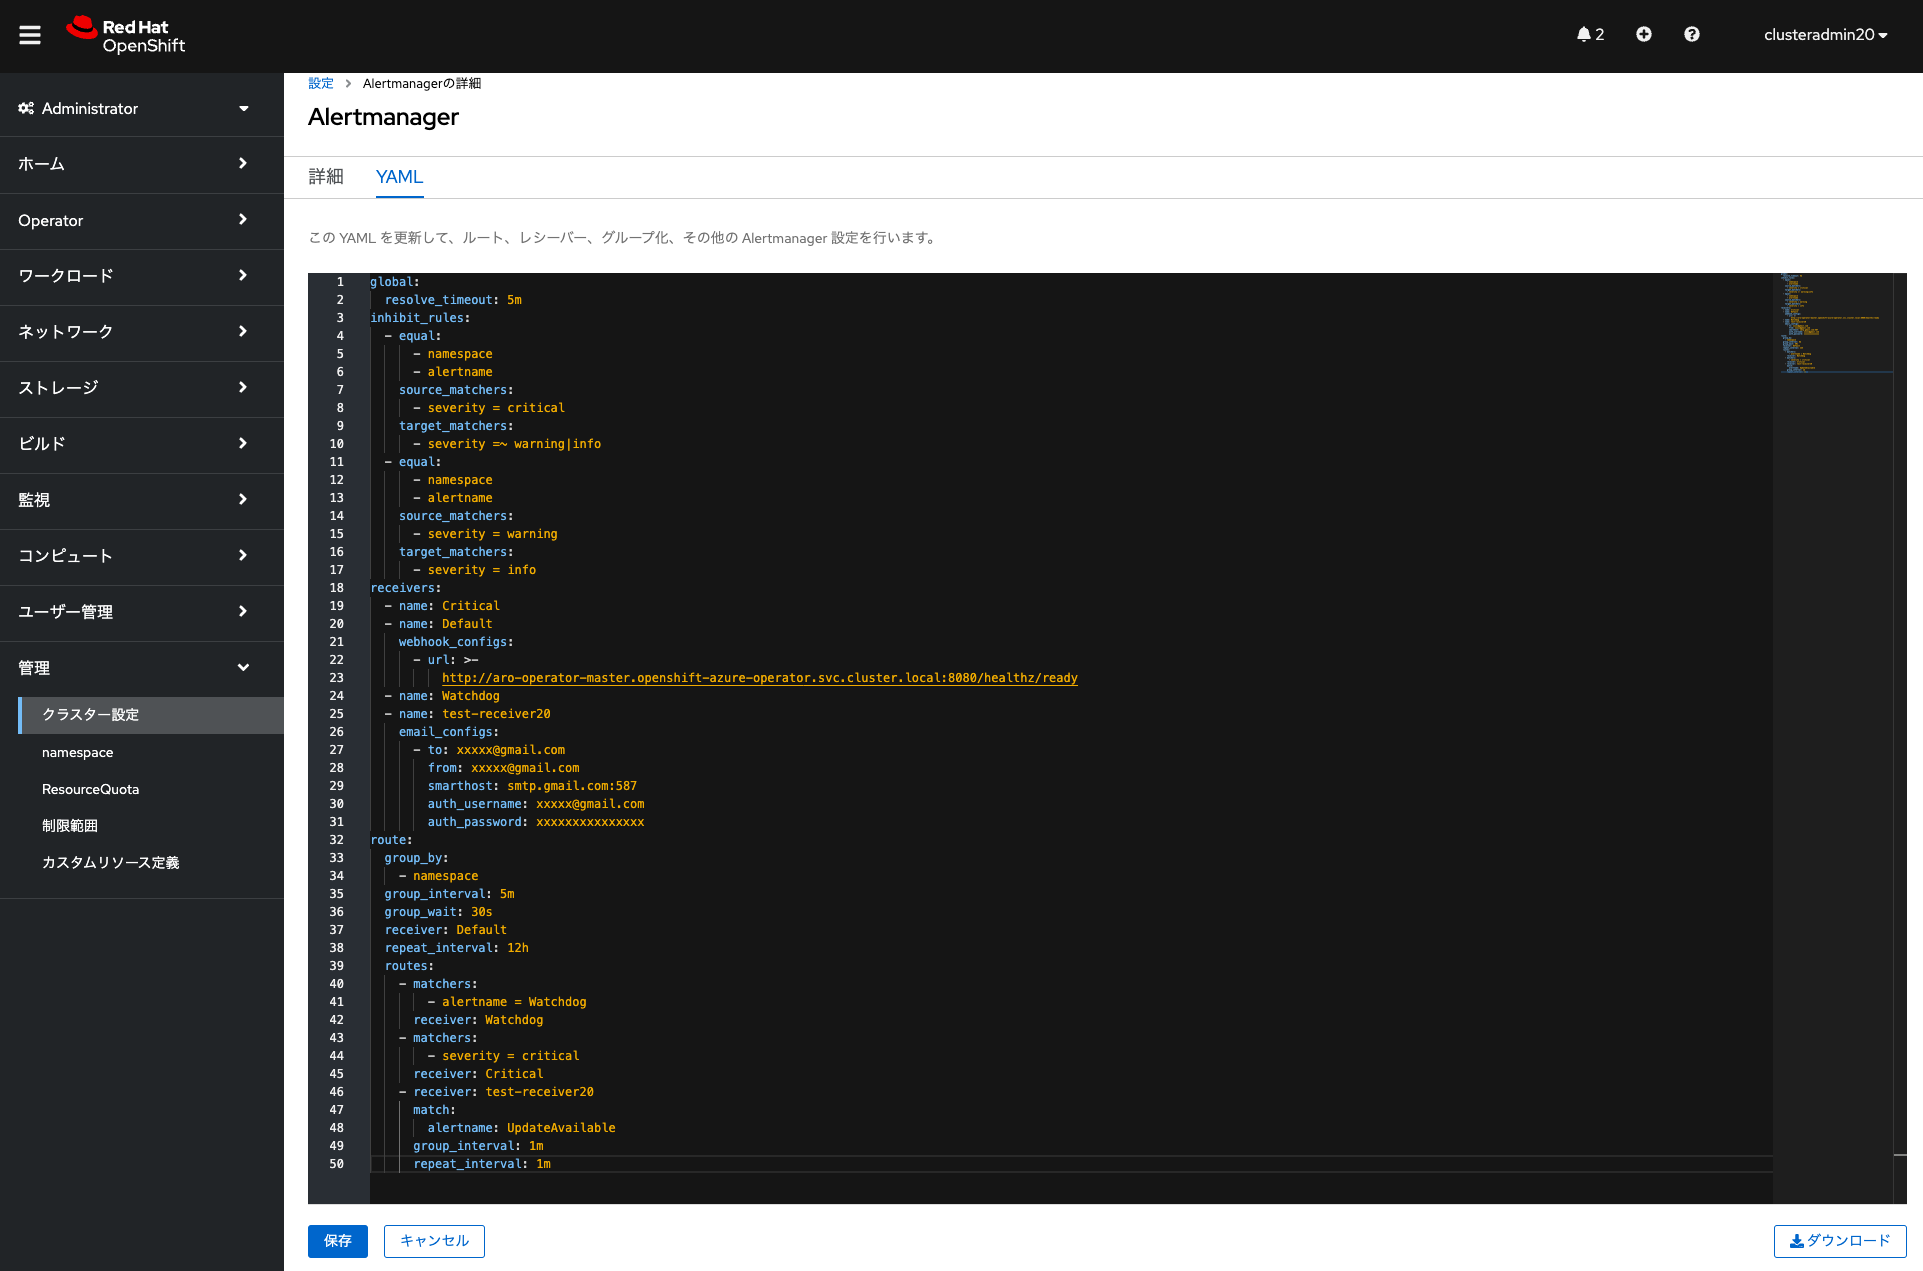 Red Hat
OpenShift
2
clusteradmin20
Administrator
ホーム
Operator
ワークロード
ネットワーク
ストレージ
ビルド
監視
コンピュート
ユーザー管理
管理
クラスター設定
namespace
ResourceQuota
制限範囲
カスタムリソース定義
設定 > Alertmanagerの詳細
Alertmanager
詳細 YAML
この YAML を更新して、ルート、レシーバー、グループ化、その他の Alertmanager 設定を行います。
1 global:
2 resolve_timeout: 5m
3 inhibit_rules:
4 - equal:
5 - namespace
6 - alertname
7 source_matchers:
8 - severity = critical
9 target_matchers:
10 - severity =~ warning|info
11 - equal:
12 - namespace
13 - alertname
14 source_matchers:
15 - severity = warning
16 target_matchers:
17 - severity = info
18 receivers:
19 - name: Critical
20 - name: Default
21 webhook_configs:
22 - url: >-
23 http://aro-operator-master.openshift-azure-operator.svc.cluster.local:8080/healthz/ready
24 - name: Watchdog
25 - name: test-receiver20
26 email_configs:
27 - to: xxxxx@gmail.com
28 from: xxxxx@gmail.com
29 smarthost: smtp.gmail.com:587
30 auth_username: xxxxx@gmail.com
31 auth_password: xxxxxxxxxxxxxxx
32 route:
33 group_by:
34 - namespace
35 group_interval: 5m
36 group_wait: 30s
37 receiver: Default
38 repeat_interval: 12h
39 routes:
40 - matchers:
41 - alertname = Watchdog
42 receiver: Watchdog
43 - matchers:
44 - severity = critical
45 receiver: Critical
46 - receiver: test-receiver20
47 match:
48 alertname: UpdateAvailable
49 group_interval: 1m
50 repeat_interval: 1m
保存 キャンセル ダウンロード